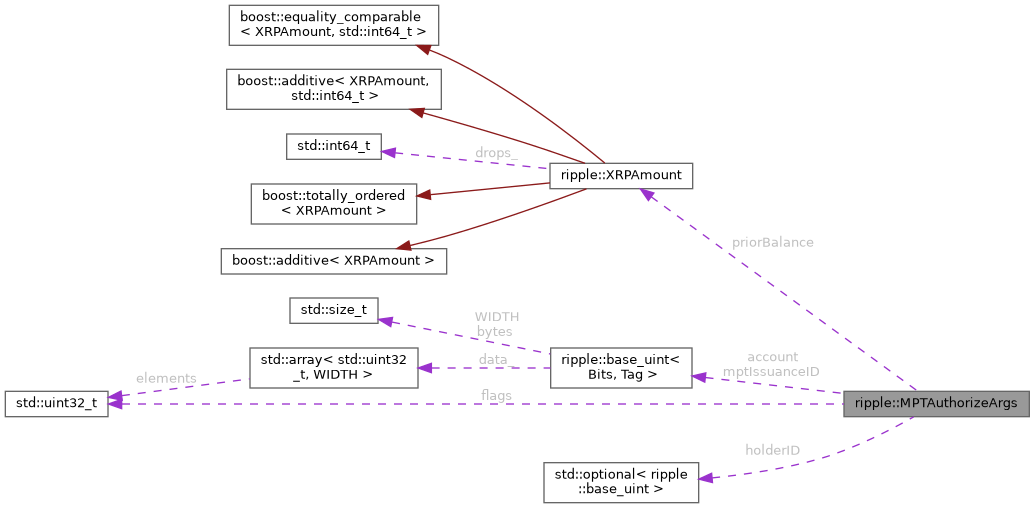 boost::equality_comparable
< XRPAmount, std::int64_t >
boost::additive< XRPAmount,
std::int64_t >
std::int64_t
drops_
ripple::XRPAmount
boost::totally_ordered
< XRPAmount >
boost::additive< XRPAmount >
priorBalance
std::size_t
WIDTH
bytes
std::array< std::uint32
_t, WIDTH >
data_
ripple::base_uint<
Bits, Tag >
account
mptIssuanceID
elements
std::uint32_t
flags
ripple::MPTAuthorizeArgs
holderID
std::optional< ripple
::base_uint >